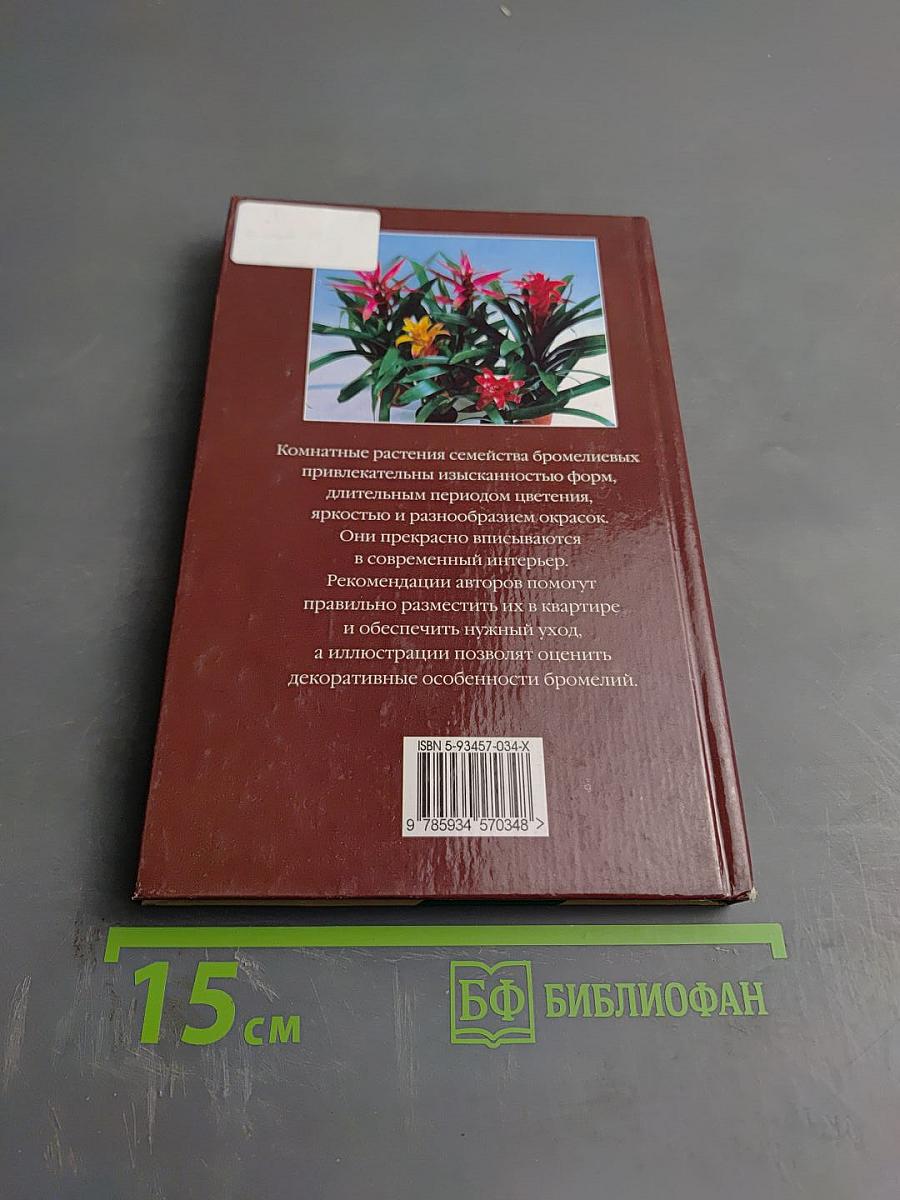 Комнатные растения семейства бромелиевых
привлекательны изысканностью форм,
длительным периодом цветения,
яркостью и разнообразием окрасок.
Они прекрасно вписываются
в современный интерьер.
Рекомендации авторов помогут
правильно разместить их в квартире
и обеспечить нужный уход,
а иллюстрации позволят оценить
декоративные особенности бромелий.
ISBN 5-93457-034-X
9 785934 570348 >
15 см
БФ БИБЛИОФАН